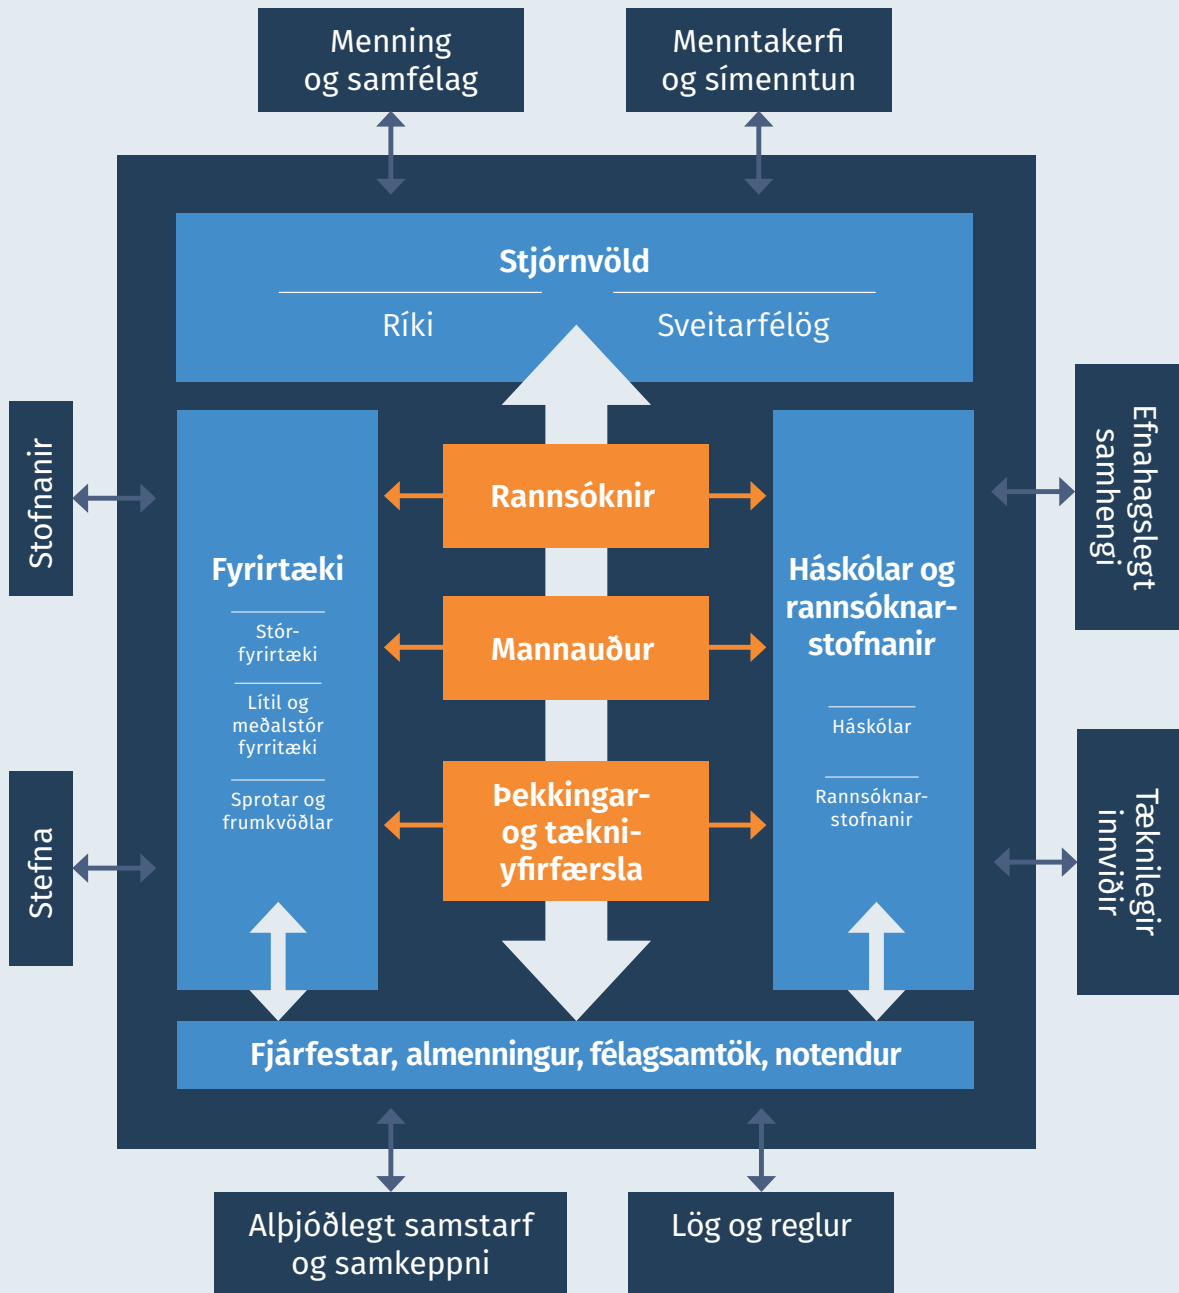 Menning
og samfélag
Menntakerfi
og símenntun
Stjórnvöld
Ríki
Sveitarfélög
Stofnanir
Stefna
Fyrirtæki
Stór-
fyrirtæki
Lítil og
meðalstór
fyrritæki
Sprotar og
frumkvöðlar
Rannsóknir
Mannauður
Þekkingar-
og tækni-
yfirfærsla
Háskólar og
rannsóknar-
stofnanir
Háskólar
Rannsóknar-
stofnanir
Efnahagslegt
samhengi
Tæknilegir
innviðir
Fjárfestar, almenningur, félagsamtök, notendur
Alþjóðlegt samstarf
og samkeppni
Lög og reglur